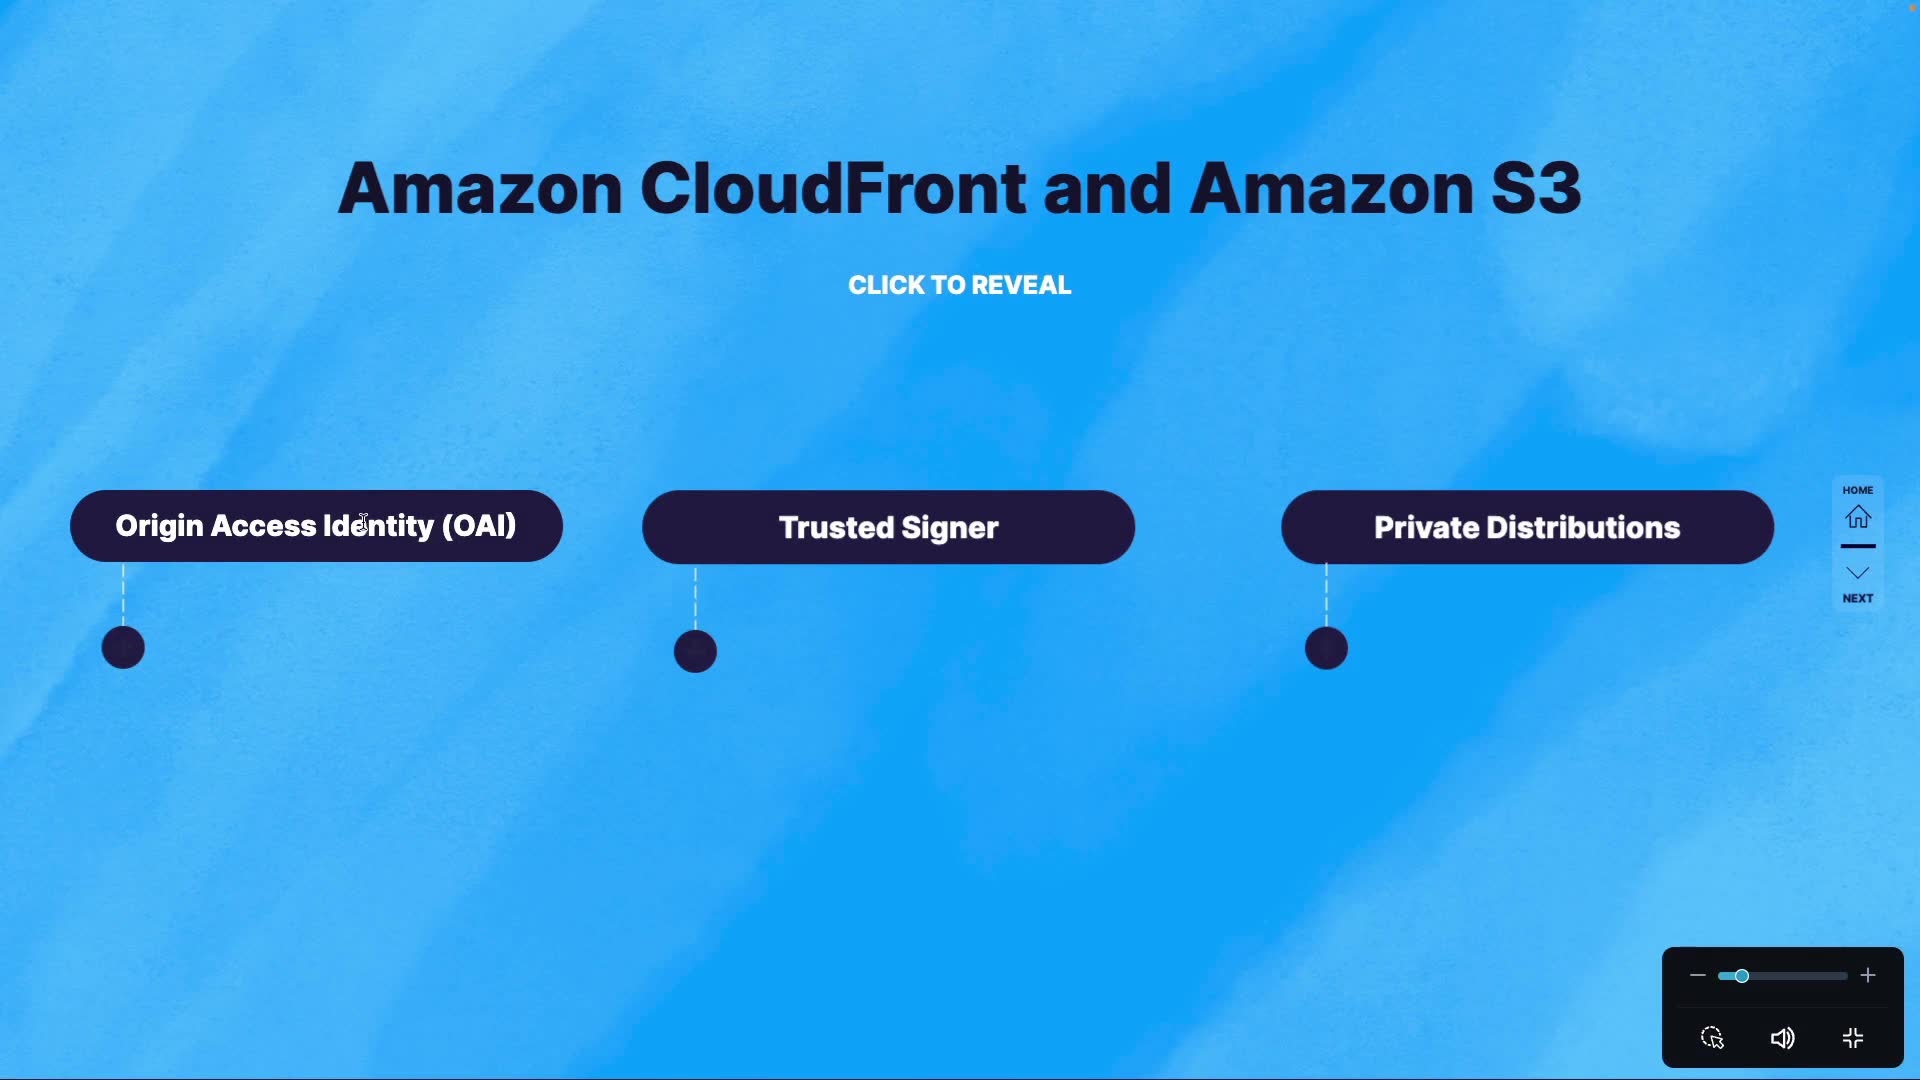 Amazon CloudFront and Amazon S3
CLICK TO REVEAL
Origin Access Identity (OAI)
Trusted Signer
Private Distributions
HOME
NEXT